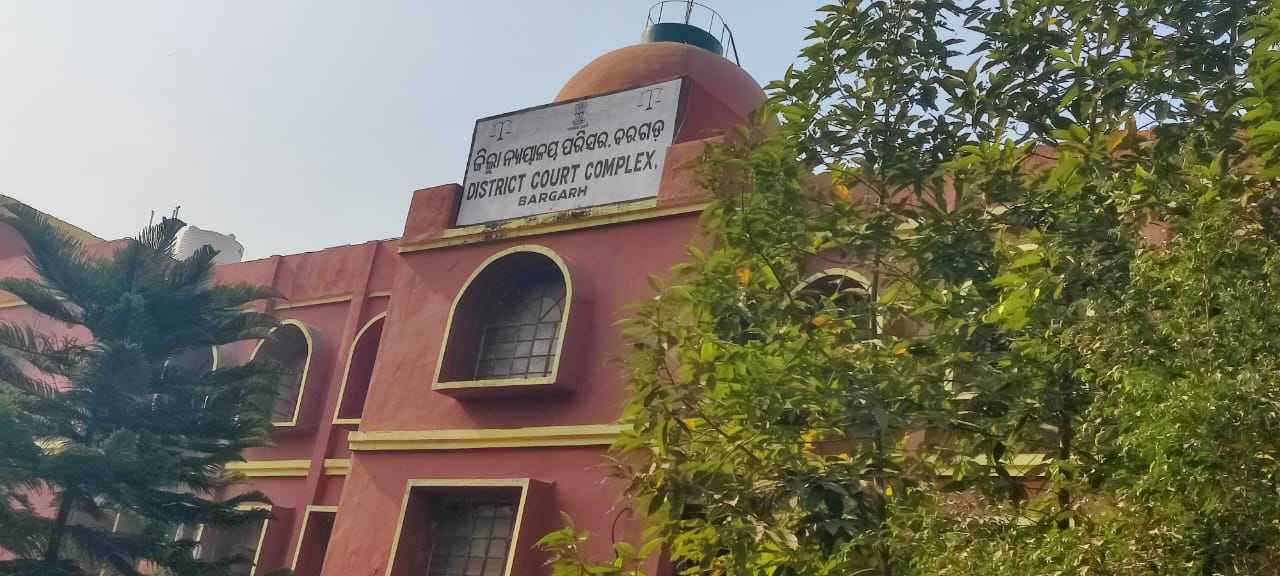 ଜିଲ୍ଲା ନ୍ୟାୟାଳୟ ପରିସର, ବରଗଡ଼
DISTRICT COURT COMPLEX,
BARGARH